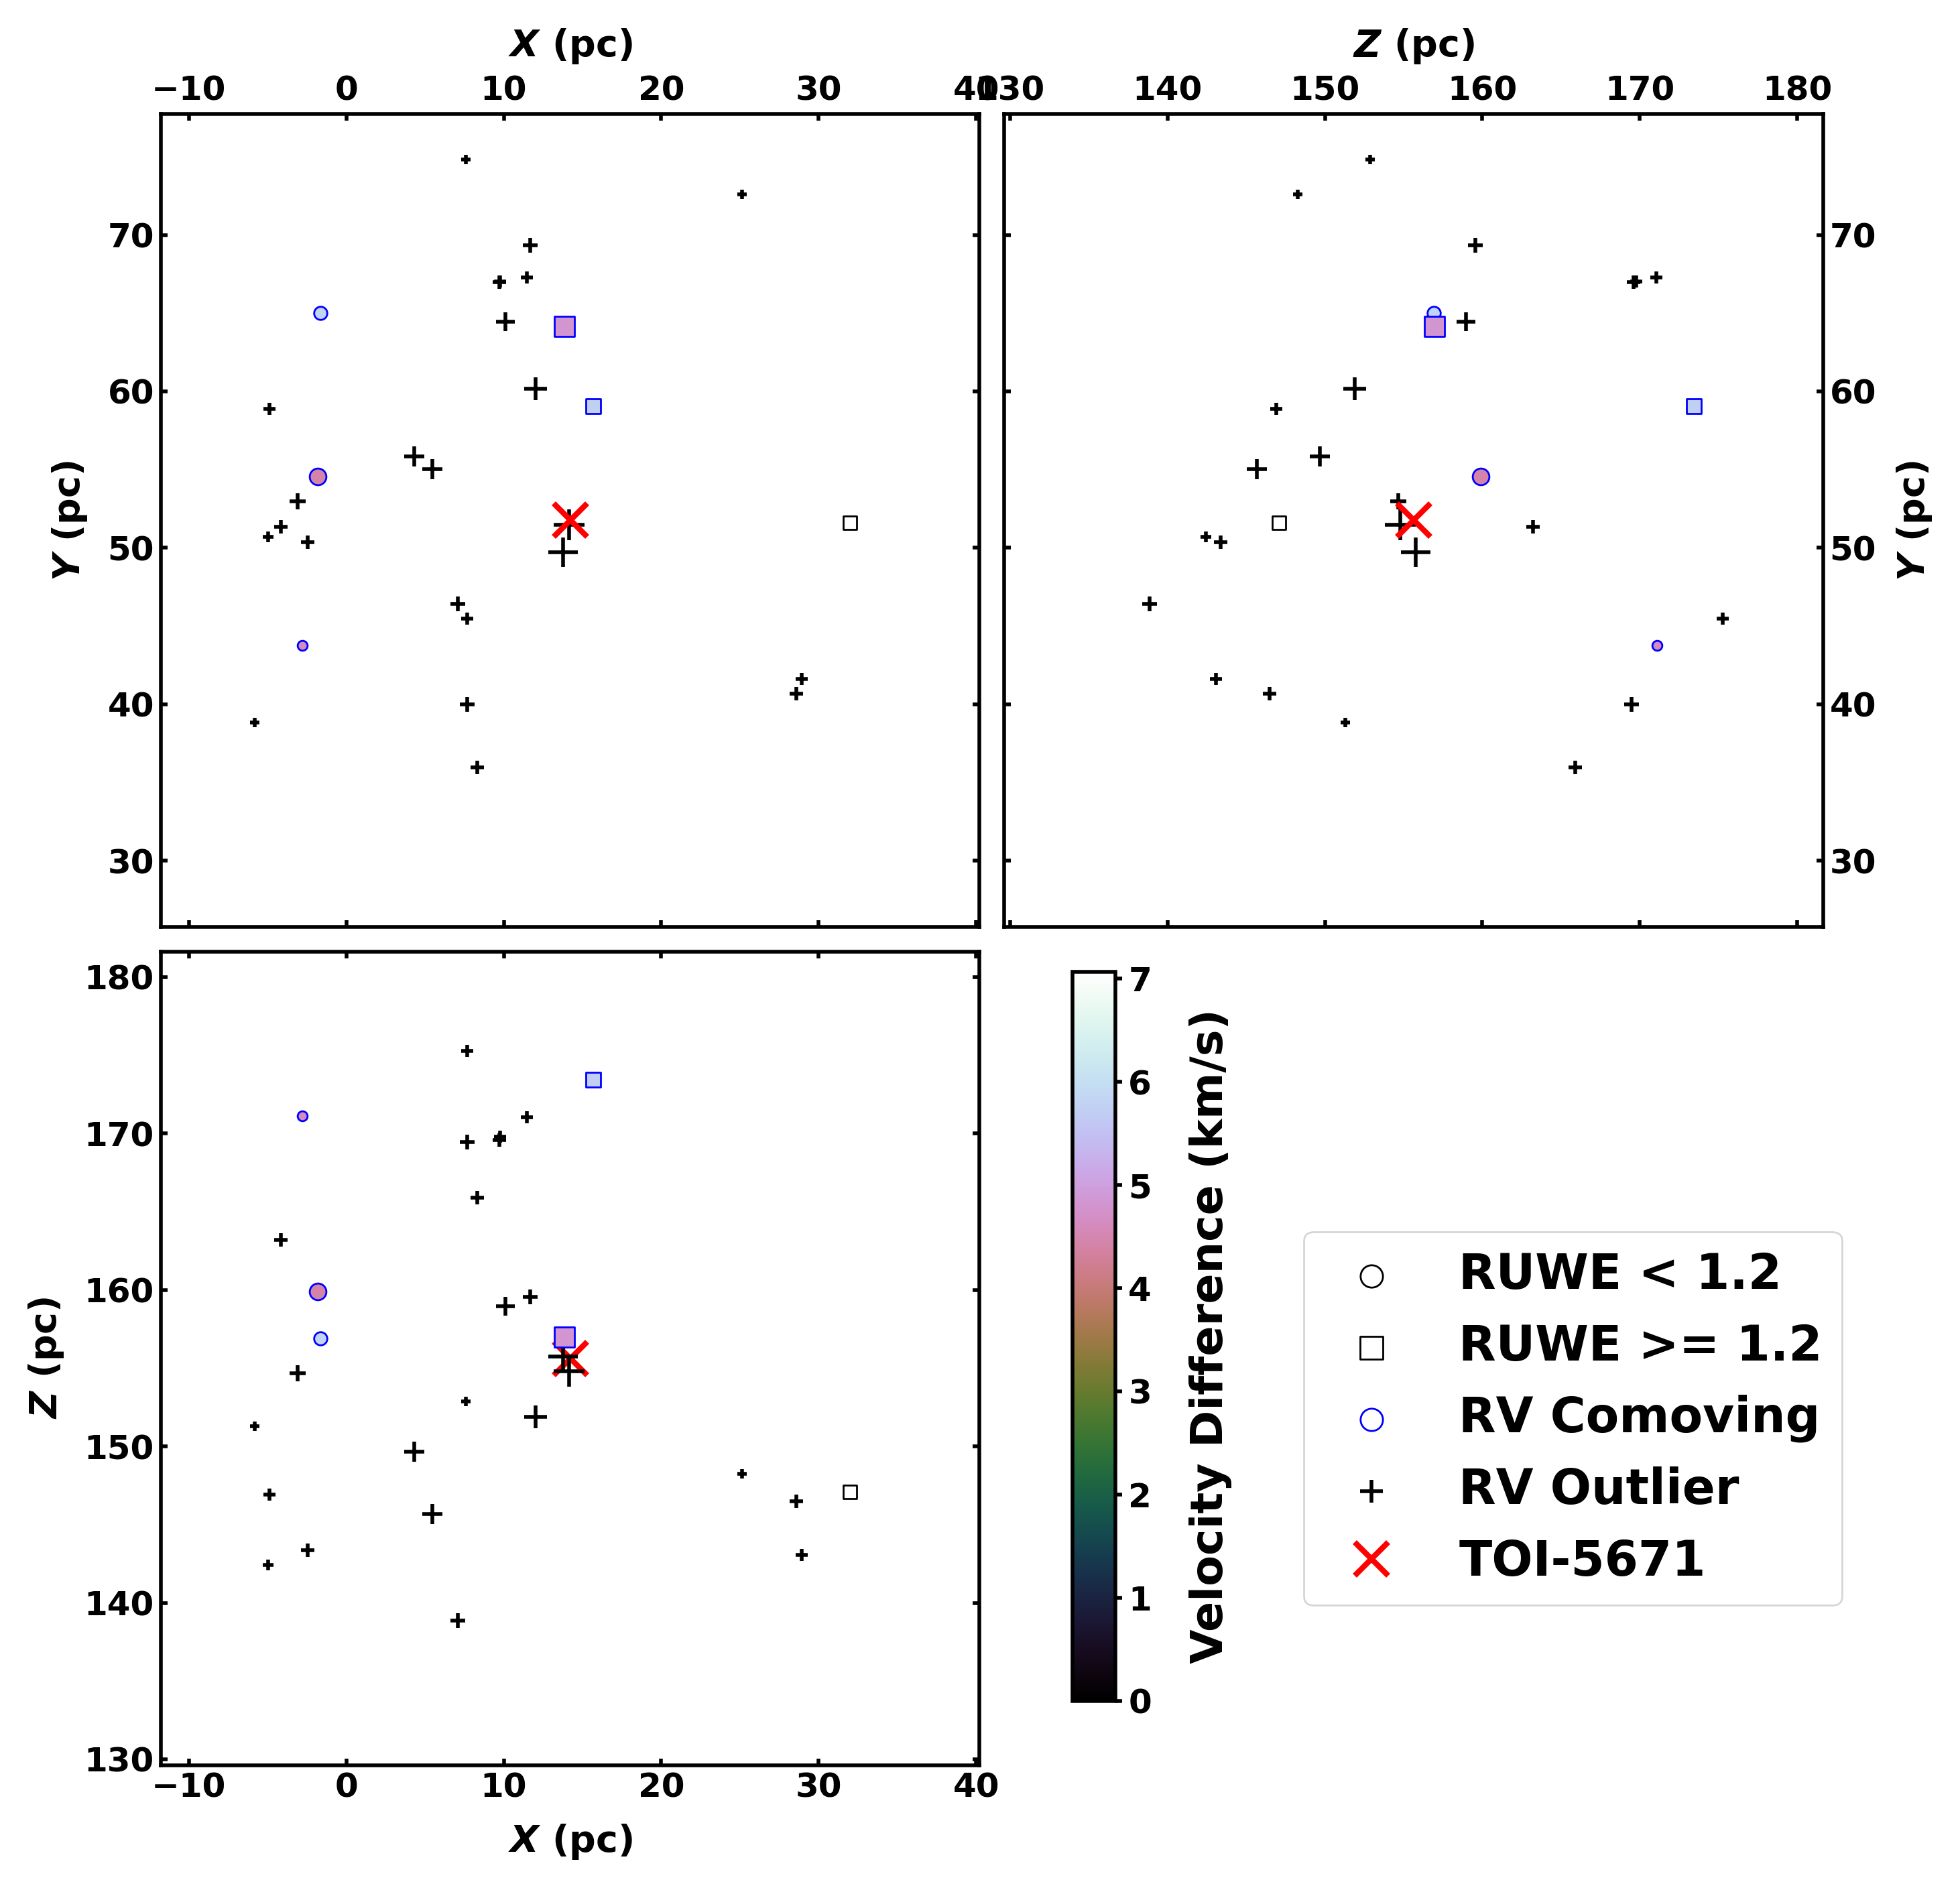 X (pc)
Z (pc)
−10 0 10 20 30 40 130 140 150 160 170 180
70 70
60 60
Y (pc) Y (pc)
50 50
40 40
30 30
180
170
160
Z (pc)
150
140
130
−10 0 10 20 30 40
X (pc)
7
6
5
4
3
2
1
0
Velocity Difference (km/s)
RUWE < 1.2
RUWE >= 1.2
RV Comoving
RV Outlier
TOI-5671